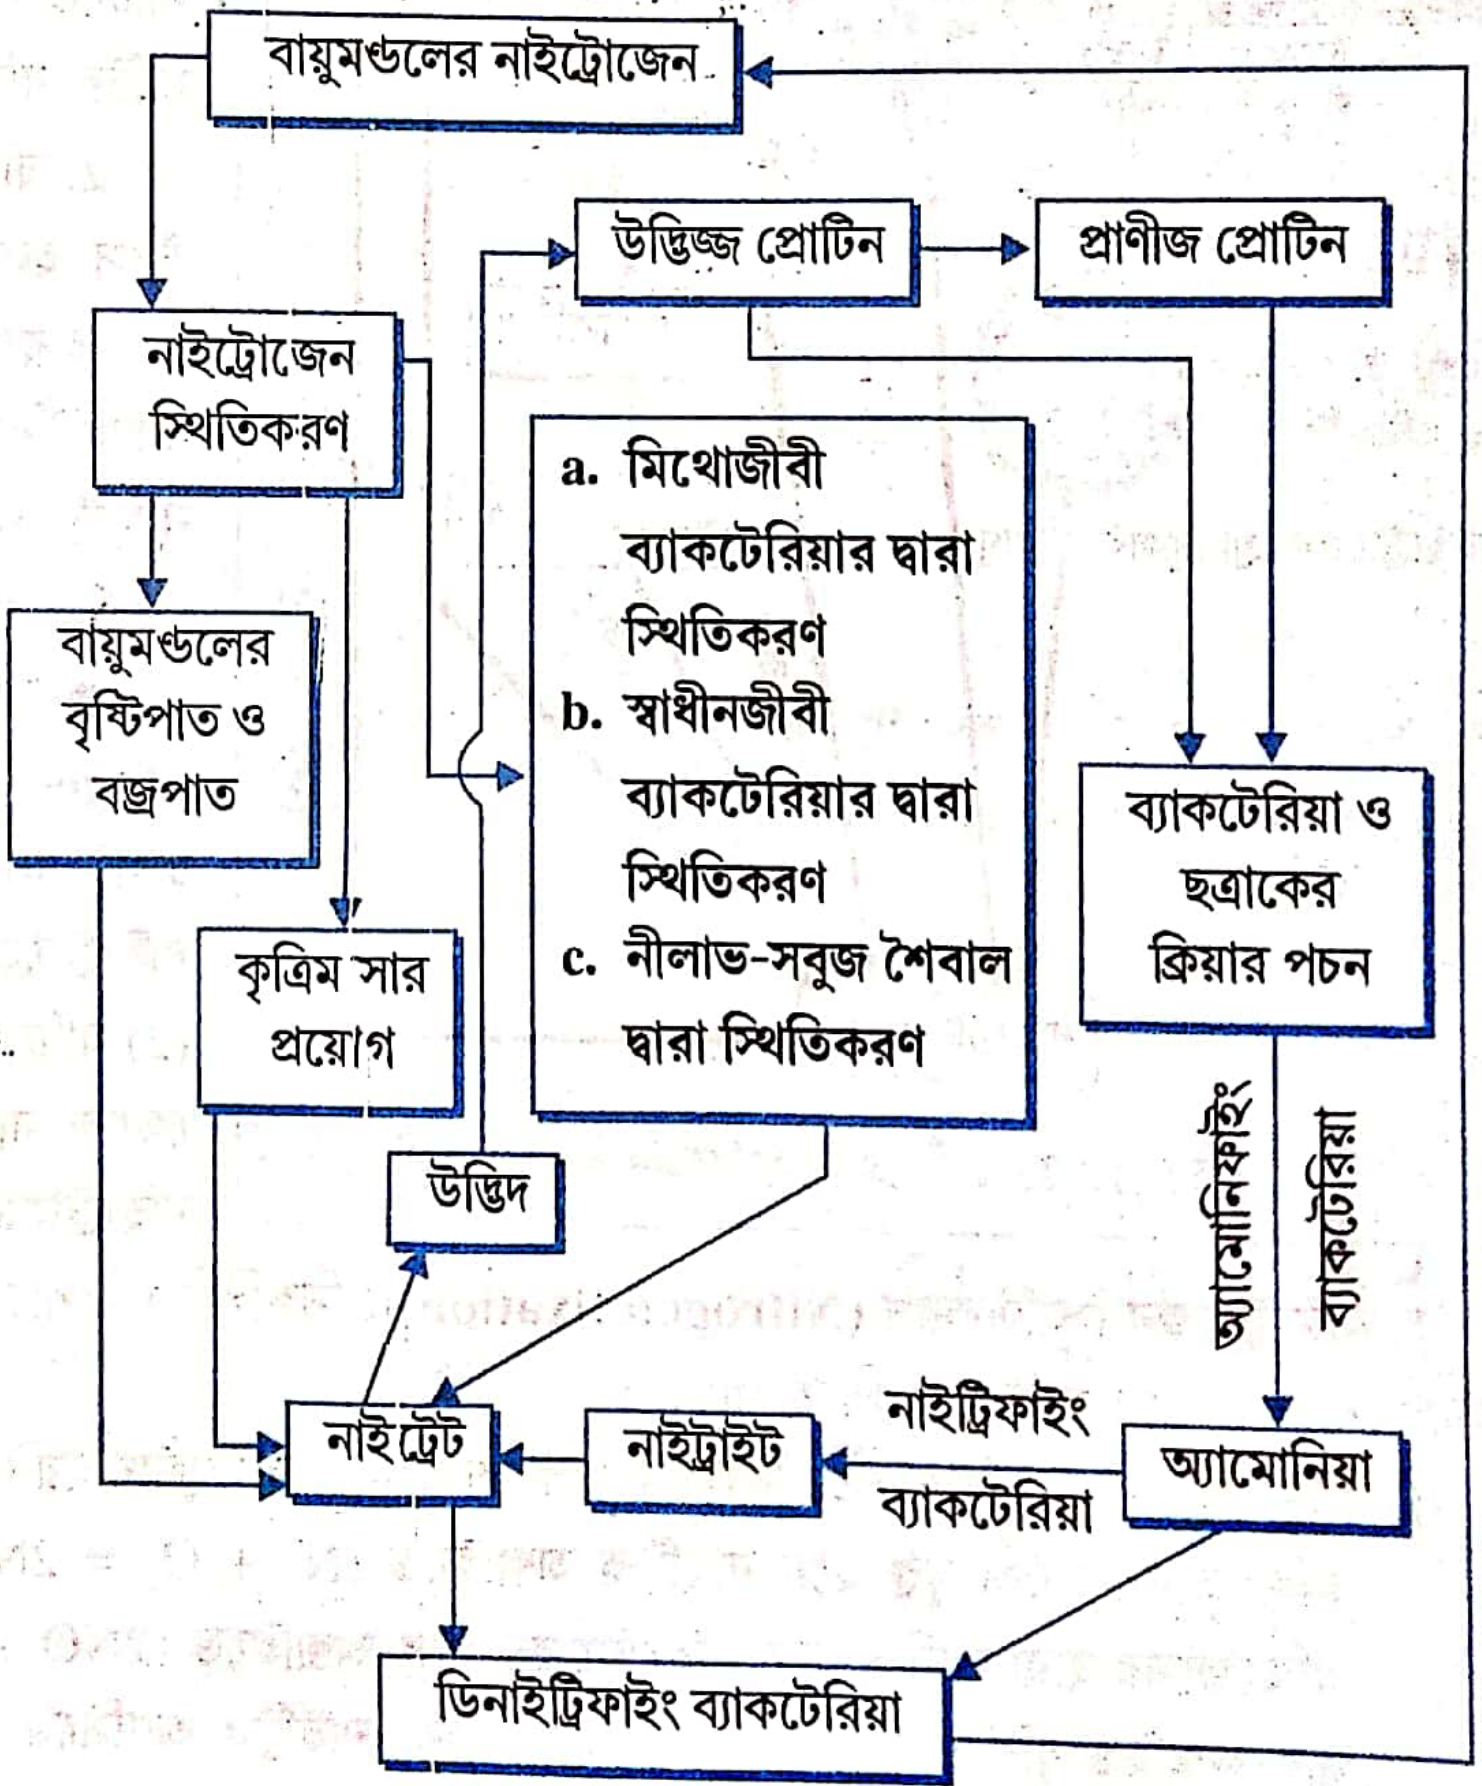 বায়ুমণ্ডলের নাইট্রোজেন
উদ্ভিজ্জ প্রোটিন
প্রাণীজ প্রোটিন
নাইট্রোজেন
স্থিতিকরণ
a. মিথোজীবী
ব্যাকটেরিয়ার দ্বারা
স্থিতিকরণ
b. স্বাধীনজীবী
ব্যাকটেরিয়ার দ্বারা
স্থিতিকরণ
c. নীলাভ-সবুজ শৈবাল
দ্বারা স্থিতিকরণ
বায়ুমণ্ডলের
বৃষ্টিপাত ও
বজ্রপাত
ব্যাকটেরিয়া ও
ছত্রাকের
ক্রিয়ার পচন
কৃত্রিম সার
প্রয়োগ
উদ্ভিদ
অ্যামোনিফাইং
ব্যাকটেরিয়া
নাইট্রেট
নাইট্রাইট
নাইট্রিফাইং
ব্যাকটেরিয়া
অ্যামোনিয়া
ডিনাইট্রিফাইং ব্যাকটেরিয়া